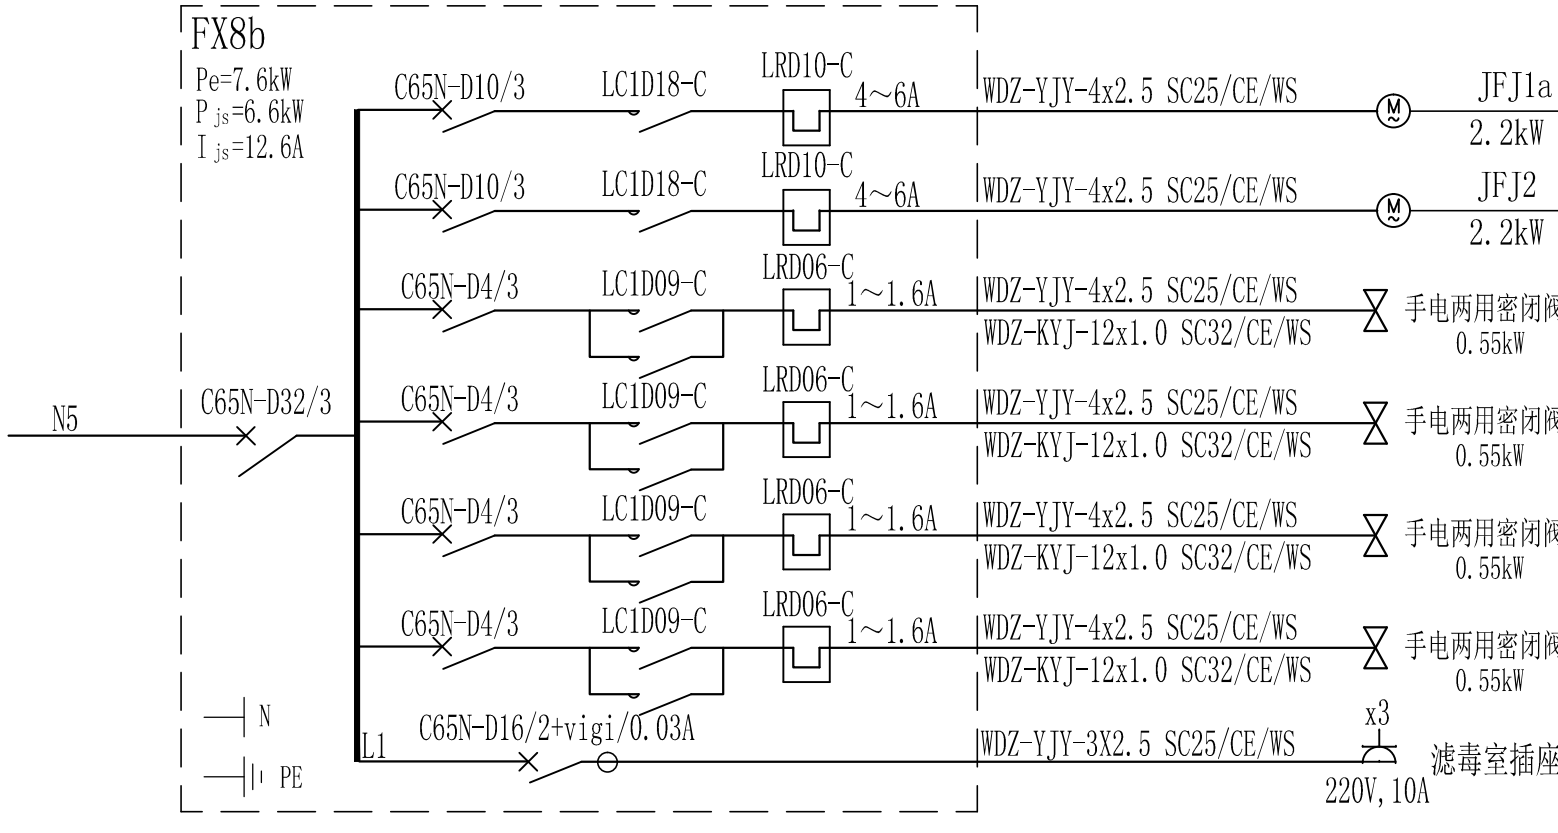 FX8b
Pe=7.6kW
Pjs=6.6kW
Ijs=12.6A
C65N-D10/3 LC1D18-C LRD10-C 4~6A WDZ-YJY-4x2.5 SC25/CE/WS M ~ JFJ1a 2.2kW
C65N-D10/3 LC1D18-C LRD10-C 4~6A WDZ-YJY-4x2.5 SC25/CE/WS M ~ JFJ2 2.2kW
C65N-D4/3 LC1D09-C LRD06-C 1~1.6A WDZ-YJY-4x2.5 SC25/CE/WS 手电两用密闭阀
WDZ-KYJ-12x1.0 SC32/CE/WS 0.55kW
N5 C65N-D32/3
C65N-D4/3 LC1D09-C LRD06-C 1~1.6A WDZ-YJY-4x2.5 SC25/CE/WS 手电两用密闭阀
WDZ-KYJ-12x1.0 SC32/CE/WS 0.55kW
C65N-D4/3 LC1D09-C LRD06-C 1~1.6A WDZ-YJY-4x2.5 SC25/CE/WS 手电两用密闭阀
WDZ-KYJ-12x1.0 SC32/CE/WS 0.55kW
C65N-D4/3 LC1D09-C LRD06-C 1~1.6A WDZ-YJY-4x2.5 SC25/CE/WS 手电两用密闭阀
WDZ-KYJ-12x1.0 SC32/CE/WS 0.55kW
N
L1 C65N-D16/2+vigi/0.03A WDZ-YJY-3X2.5 SC25/CE/WS x3 滤毒室插座
PE
220V,10A